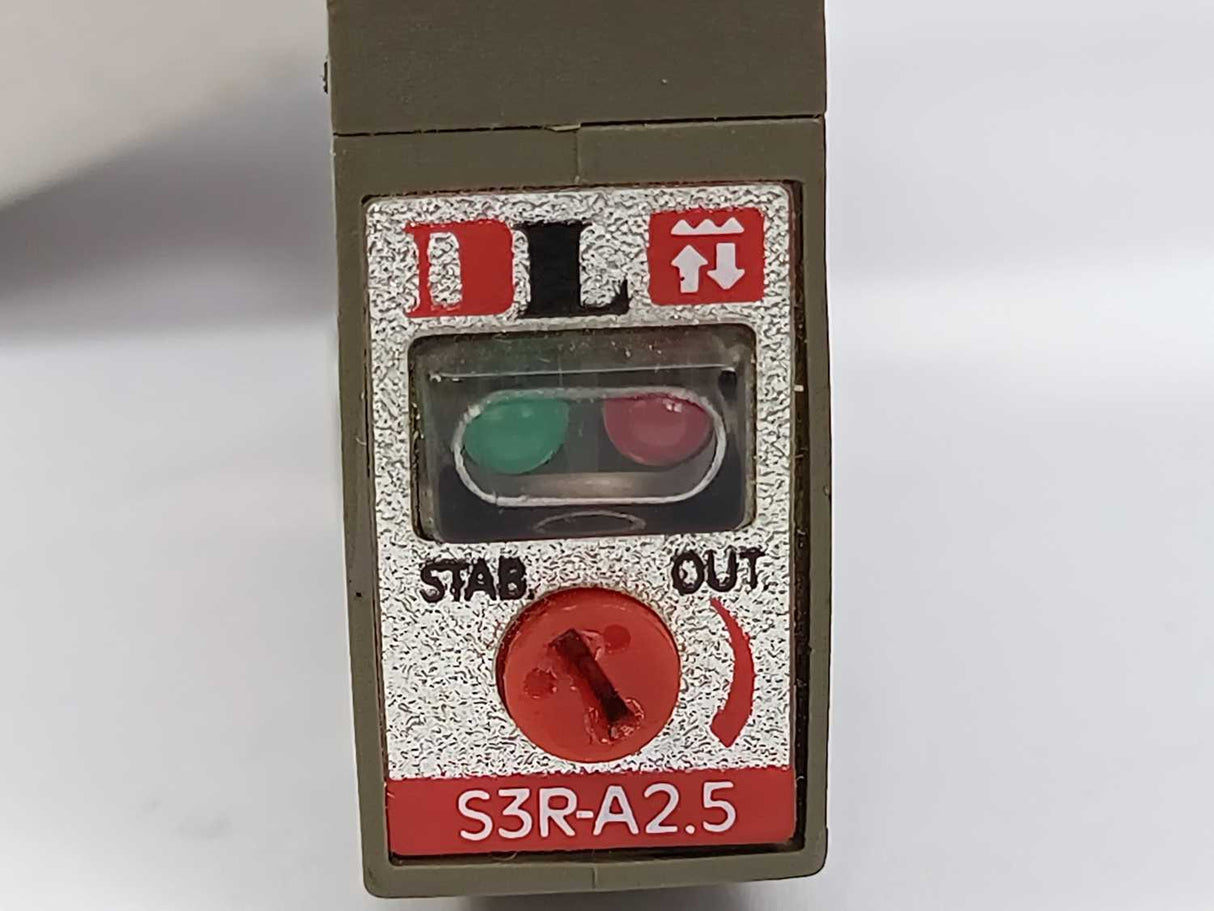 DL
STAB. OUT.
S3R-A2.5